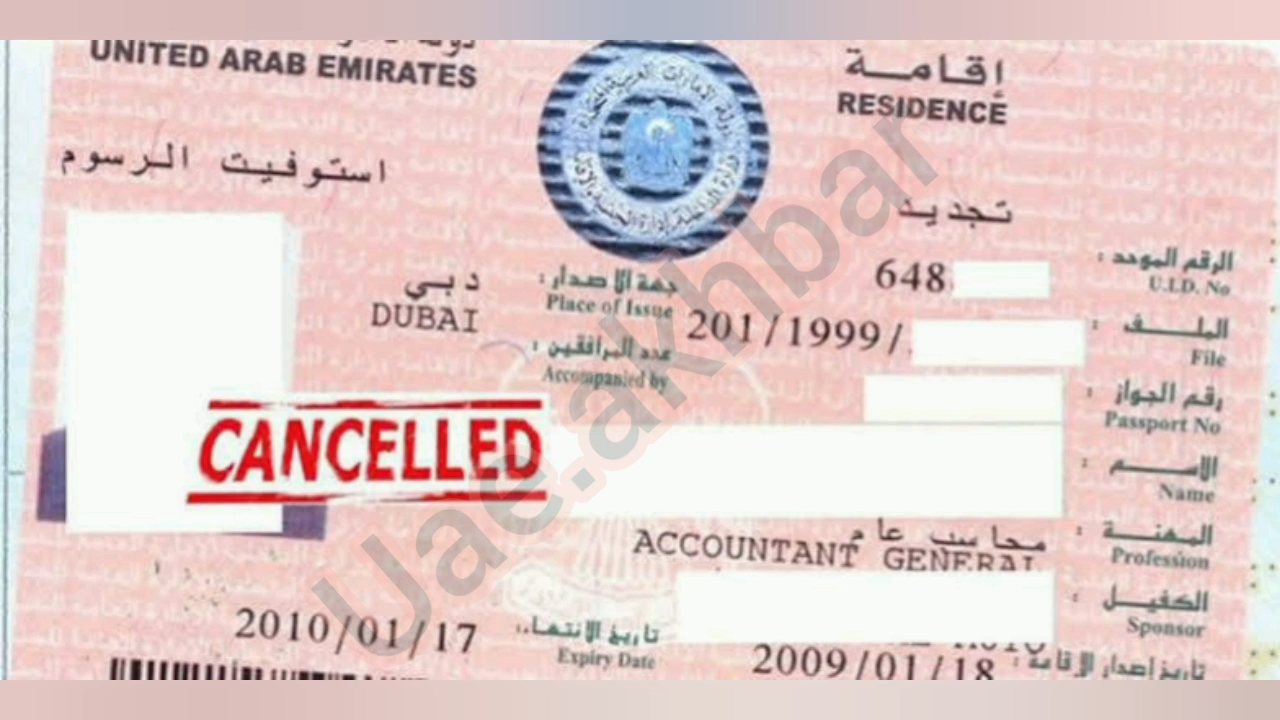 UNITED ARAB EMIRATES
إقامة
RESIDENCE
استوفيت الرسوم
تجديد
الرقم الموحد :
U.I.D. No
648
دبي
DUBAI
جهة الإصدار :
Place of Issue
الملف :
File
201/1999/
عدد المرافقين :
Accompanied by
رقم الجواز :
Passport No
CANCELLED
الاسم :
Name
المهنة :
Profession
محاسب عام
ACCOUNTANT GENERAL
الكفيل :
Sponsor
2010/01/17
تاريخ الانتهاء :
Expiry Date
تاريخ إصدار الإقامة :
2009/01/18
Uae.akhbar